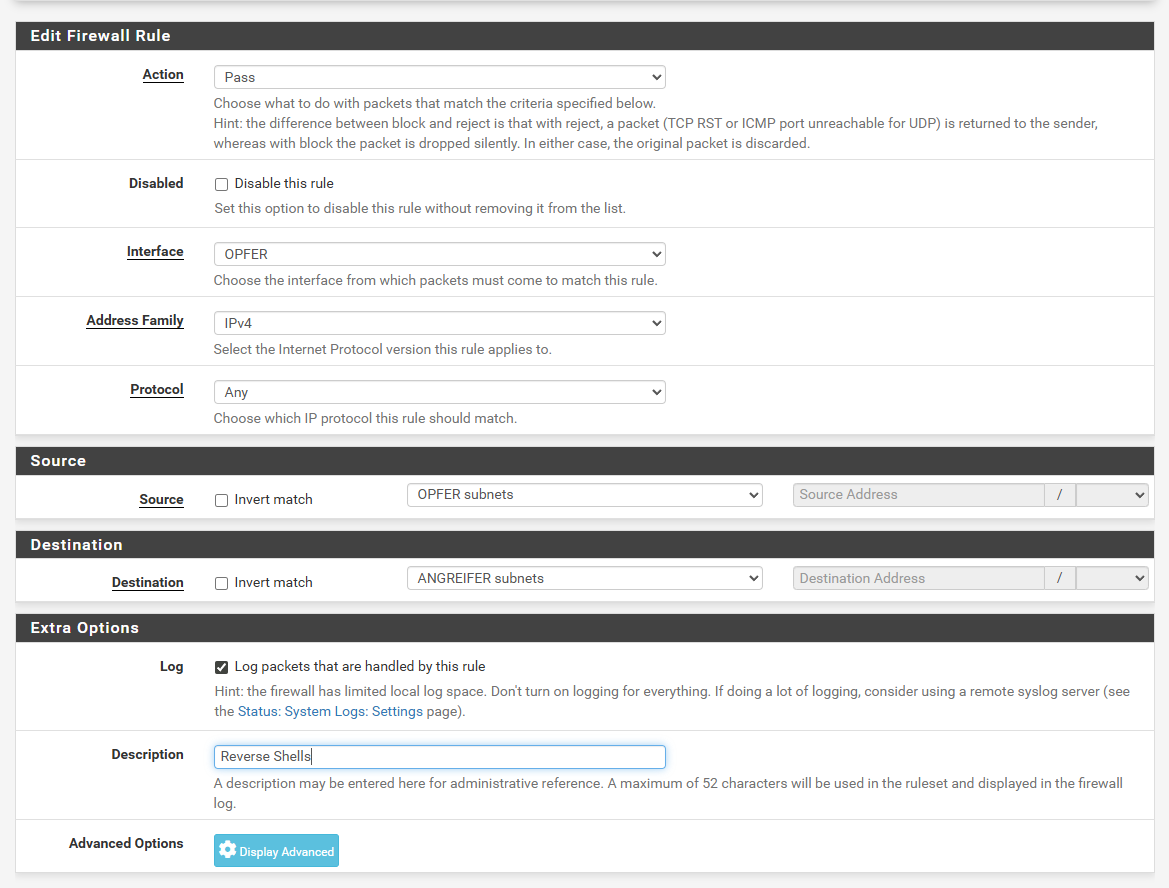 Edit Firewall Rule
Action
Pass
Choose what to do with packets that match the criteria specified below.
Hint: the difference between block and reject is that with reject, a packet (TCP RST or ICMP port unreachable for UDP) is returned to the sender,
whereas with block the packet is dropped silently. In either case, the original packet is discarded.
Disabled
Disable this rule
Set this option to disable this rule without removing it from the list.
Interface
OPFER
Choose the interface from which packets must come to match this rule.
Address Family
IPv4
Select the Internet Protocol version this rule applies to.
Protocol
Any
Choose which IP protocol this rule should match.
Source
Source
Invert match
OPFER subnets
Source Address
/
Destination
Destination
Invert match
ANGREIFER subnets
Destination Address
/
Extra Options
Log
Log packets that are handled by this rule
Hint: the firewall has limited local log space. Don't turn on logging for everything. If doing a lot of logging, consider using a remote syslog server (see
the Status: System Logs: Settings page).
Description
Reverse Shells
A description may be entered here for administrative reference. A maximum of 52 characters will be used in the ruleset and displayed in the firewall
log.
Advanced Options
Display Advanced